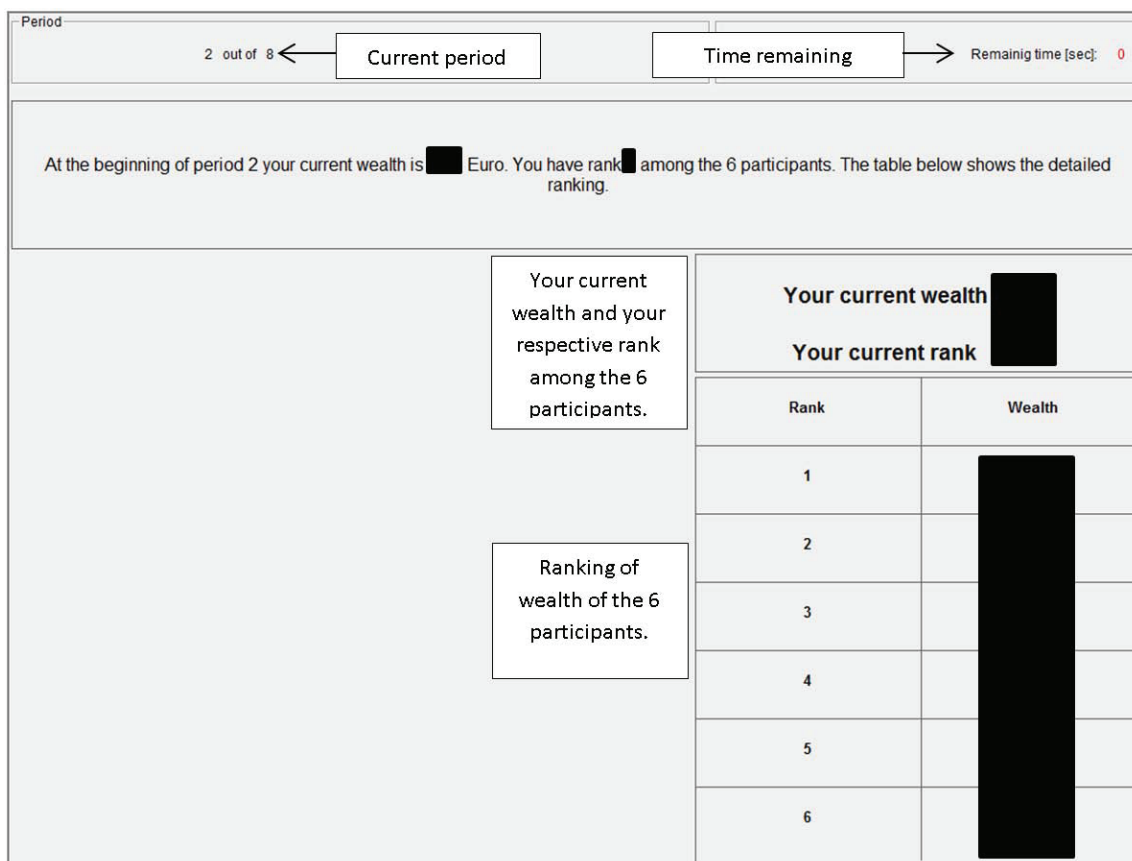 Period
2 out of 8
Current period
Time remaining
Remainig time [sec]: 0
At the beginning of period 2 your current wealth is Euro. You have rank among the 6 participants. The table below shows the detailed
ranking.
Your current
wealth and your
respective rank
among the 6
participants.
Your current wealth
Your current rank
Rank Wealth
1
2
Ranking of
wealth of the 6
participants.
3
4
5
6